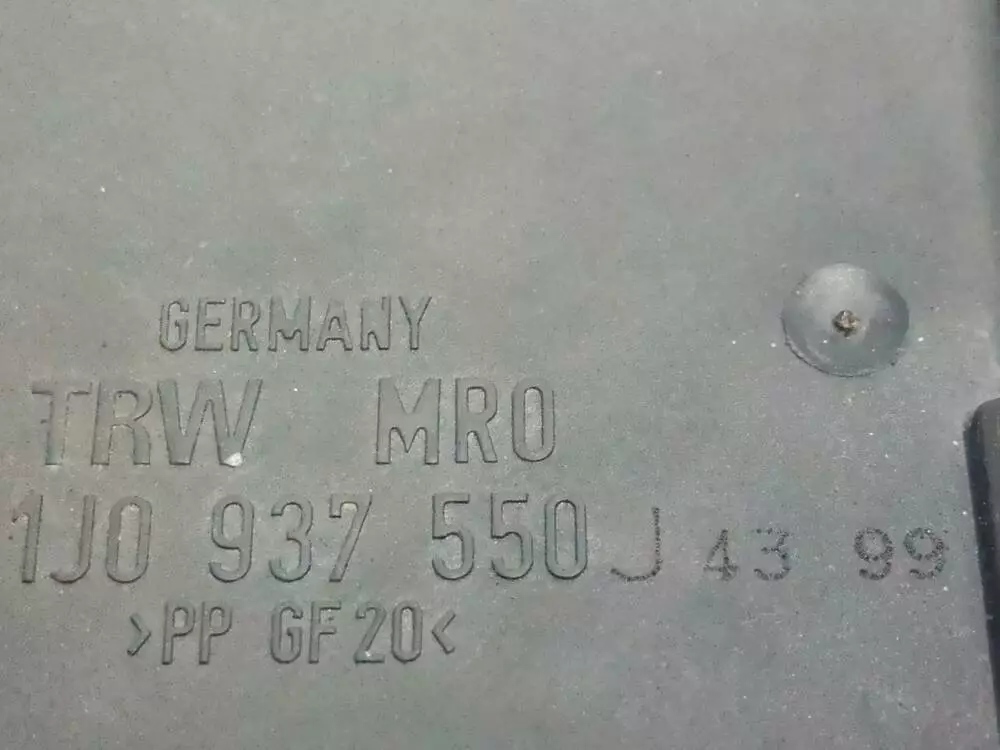 GERMANY
TRW MRO
1J0 937 550 J 43 99
>PP GF20<